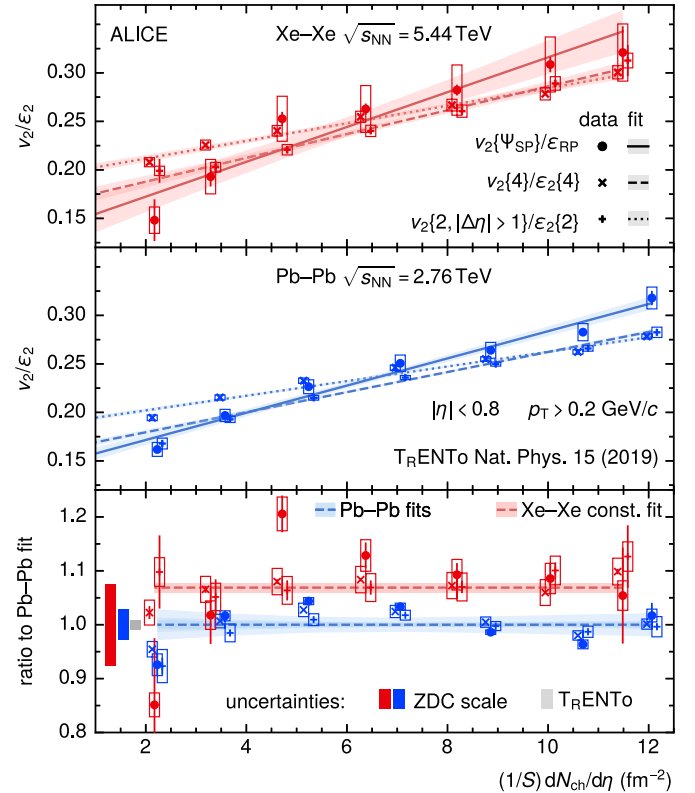 ALICE Xe–Xe √sNN = 5.44 TeV
data fit
v2{ΨSP}/εRP
v2{4}/ε2{4}
v2{2, |Δη| > 1}/ε2{2}
v2/ε2
0.30
0.25
0.20
0.15
Pb–Pb √sNN = 2.76 TeV
|η| < 0.8 pT > 0.2 GeV/c
TRENTo Nat. Phys. 15 (2019)
v2/ε2
0.30
0.25
0.20
0.15
Pb–Pb fits Xe–Xe const. fit
ratio to Pb–Pb fit
1.2
1.1
1.0
0.9
0.8
uncertainties: ZDC scale TRENTo
2 4 6 8 10 12
(1/S) dNch/dη (fm−2)